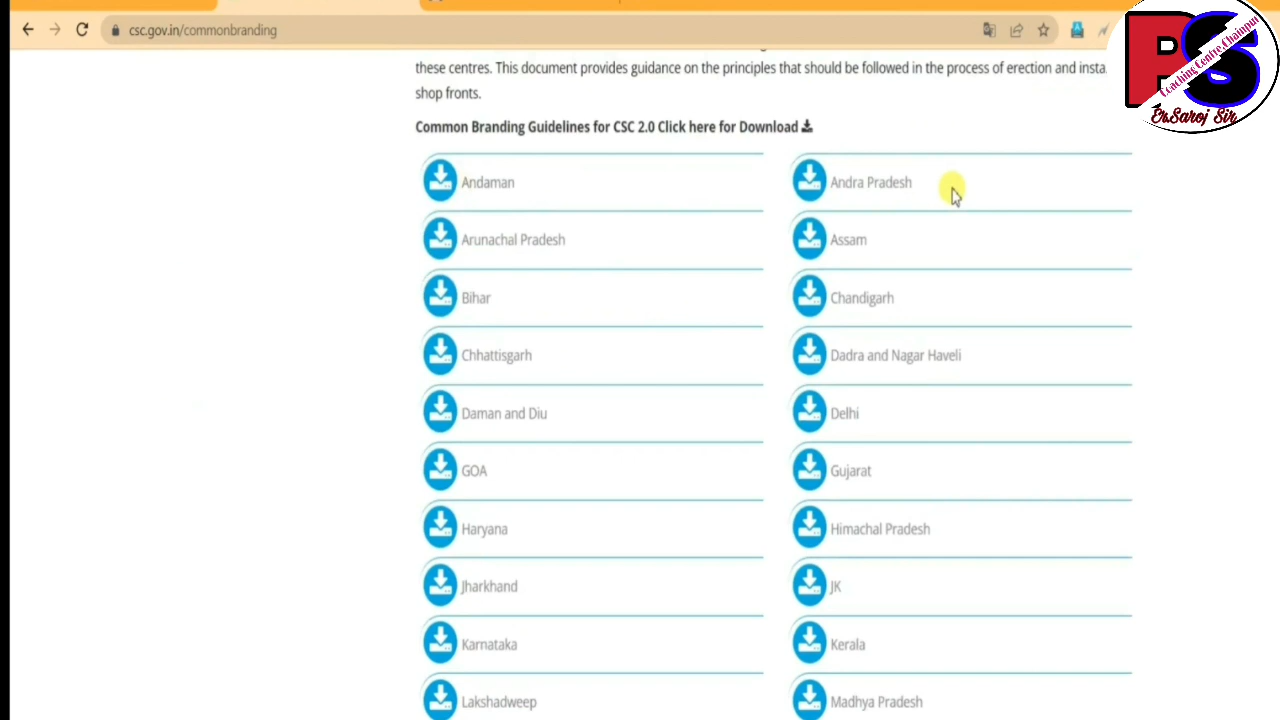 csc.gov.in/commonbranding
these centres. This document provides guidance on the principles that should be followed in the process of erection and insta
shop fronts.
Common Branding Guidelines for CSC 2.0 Click here for Download
Andaman
Andra Pradesh
Arunachal Pradesh
Assam
Bihar
Chandigarh
Chhattisgarh
Dadra and Nagar Haveli
Daman and Diu
Delhi
GOA
Gujarat
Haryana
Himachal Pradesh
Jharkhand
JK
Karnataka
Kerala
Lakshadweep
Madhya Pradesh
PS
Coaching Centre, Chainpur
Er.Saroj Sir